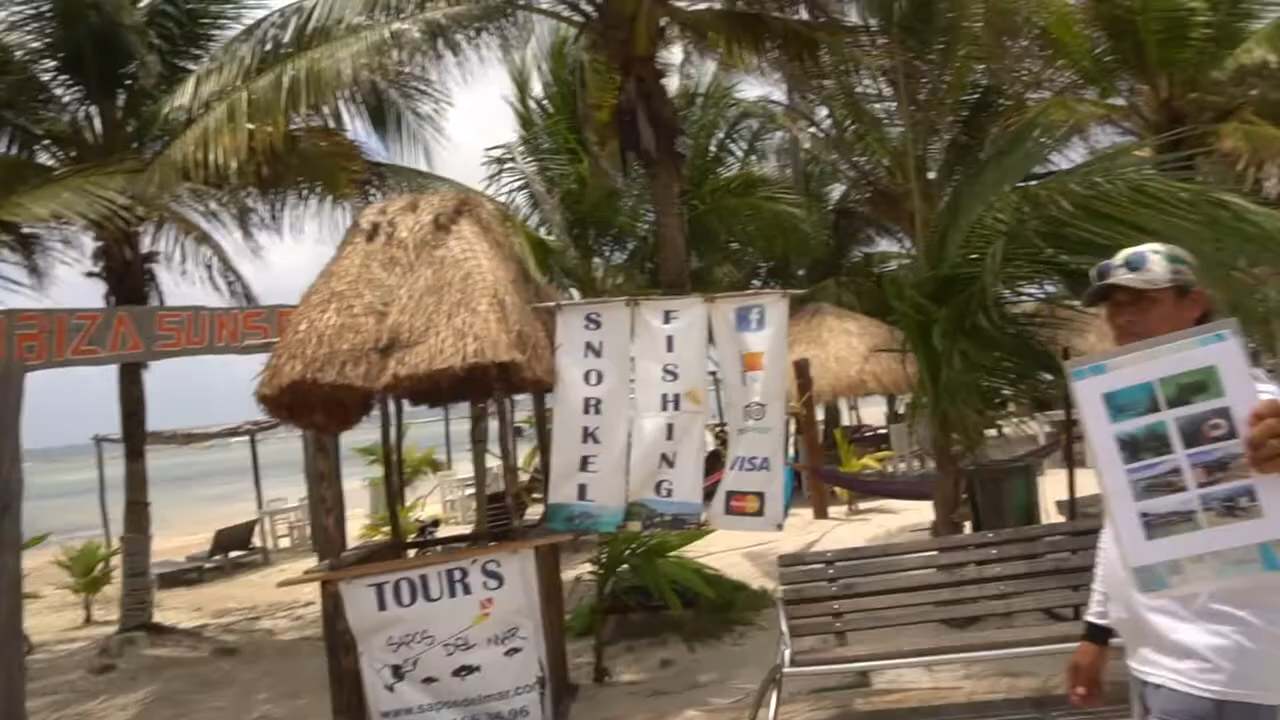 IBIZA SUNS
SNORKEL
FISHING
f
VISA
TOUR´S
SAPOS DEL MAR
www.saposdelmar.com